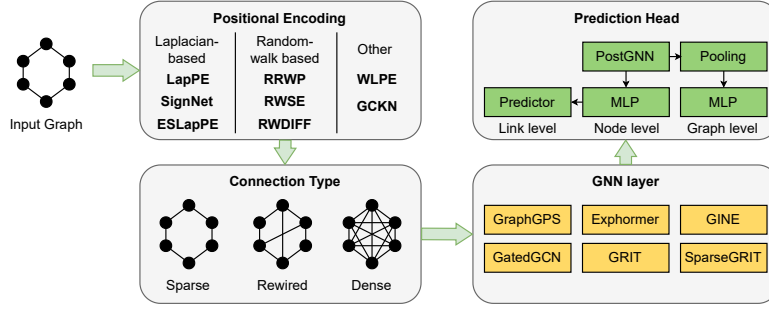 Input Graph
Positional Encoding
Laplacian-
based
LapPE
SignNet
ESLapPE
Random-
walk based
RRWP
RWSE
RWDIFF
Other
WLPE
GCKN
Connection Type
Sparse
Rewired
Dense
GNN layer
GraphGPS
Exphormer
GINE
GatedGCN
GRIT
SparseGRIT
Prediction Head
PostGNN
Pooling
Predictor
MLP
MLP
Link level
Node level
Graph level